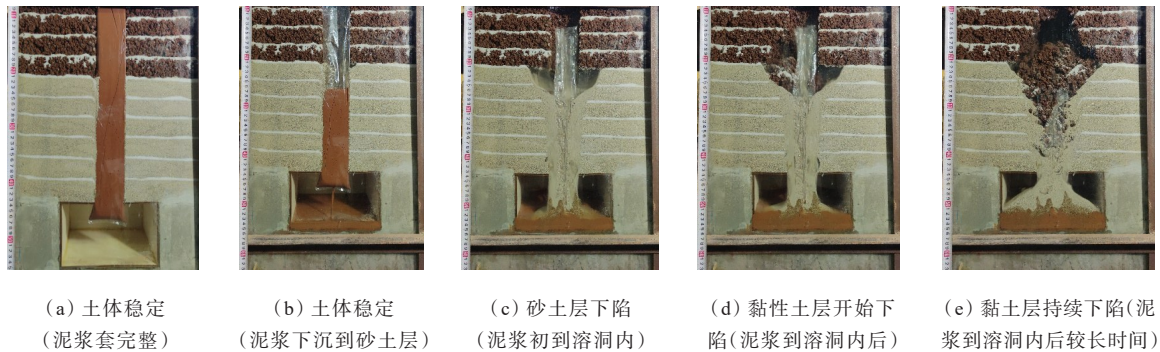 (a) 土体稳定
(泥浆套完整)
(b) 土体稳定
(泥浆下沉到砂土层)
(c) 砂土层下陷
(泥浆初到溶洞内)
(d) 黏性土层开始下
陷(泥浆到溶洞内后)
(e) 黏土层持续下陷(泥
浆到溶洞内后较长时间)